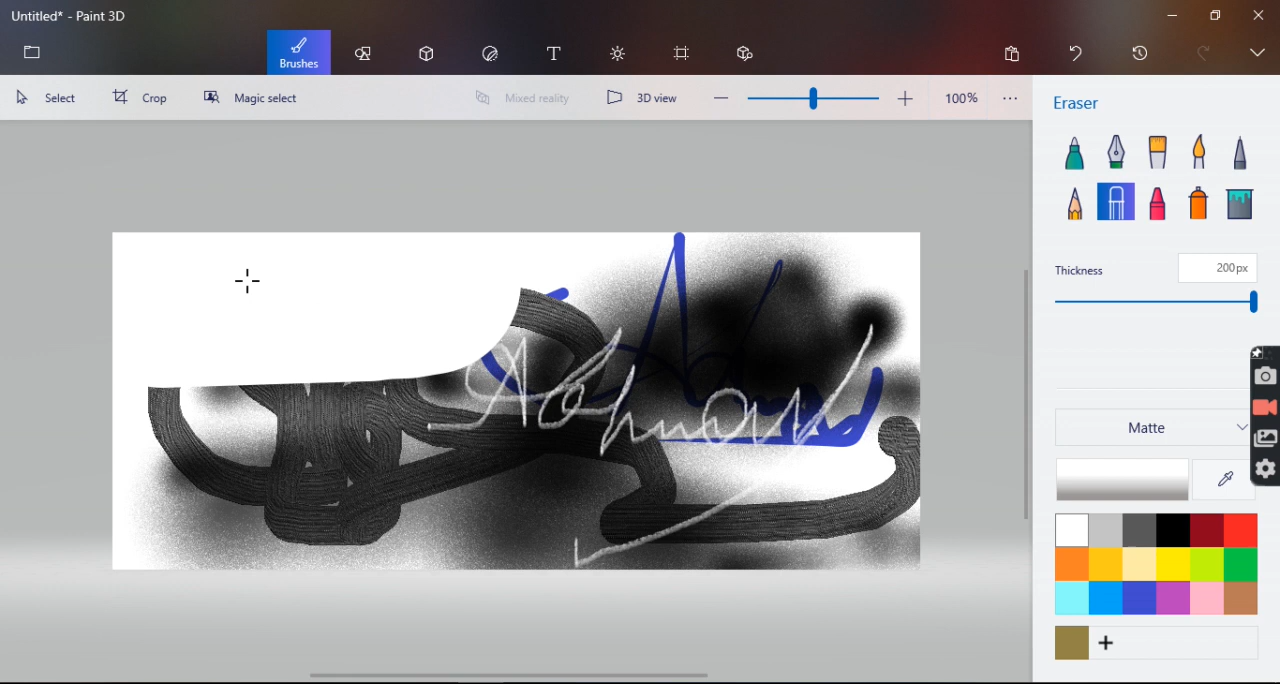 Untitled* - Paint 3D
Brushes
Select
Crop
Magic select
Mixed reality
3D view
100%
Eraser
Thickness
200px
Matte